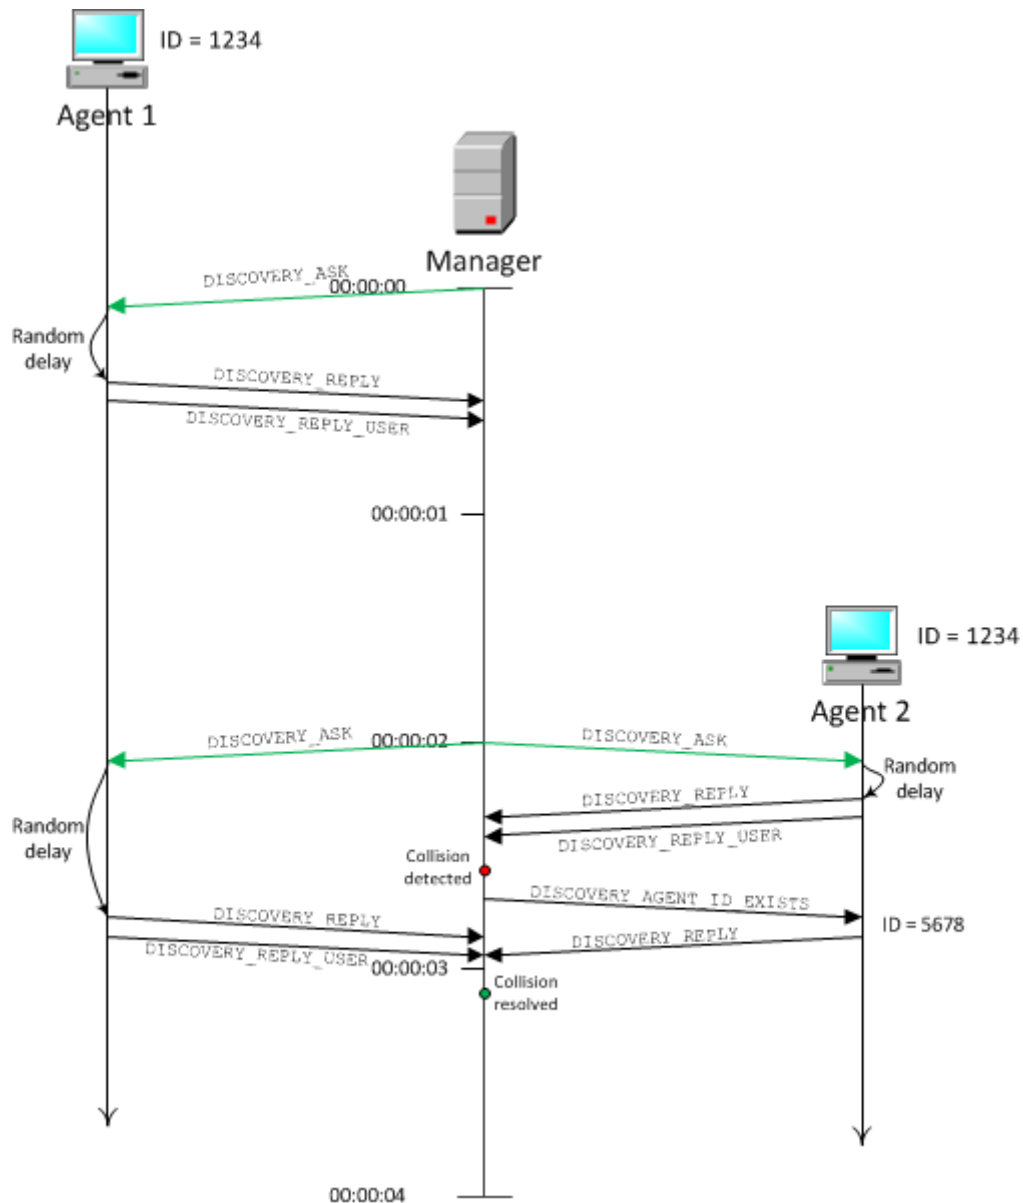 ID = 1234
Agent 1
Manager
DISCOVERY_ASK
00:00:00
Random
delay
DISCOVERY_REPLY
DISCOVERY_REPLY_USER
00:00:01
ID = 1234
Agent 2
DISCOVERY_ASK
00:00:02
DISCOVERY_ASK
Random
delay
DISCOVERY_REPLY
DISCOVERY_REPLY_USER
Random
delay
Collision
detected
DISCOVERY_AGENT_ID_EXISTS
DISCOVERY_REPLY
ID = 5678
DISCOVERY_REPLY
DISCOVERY_REPLY_USER
00:00:03
Collision
resolved
00:00:04